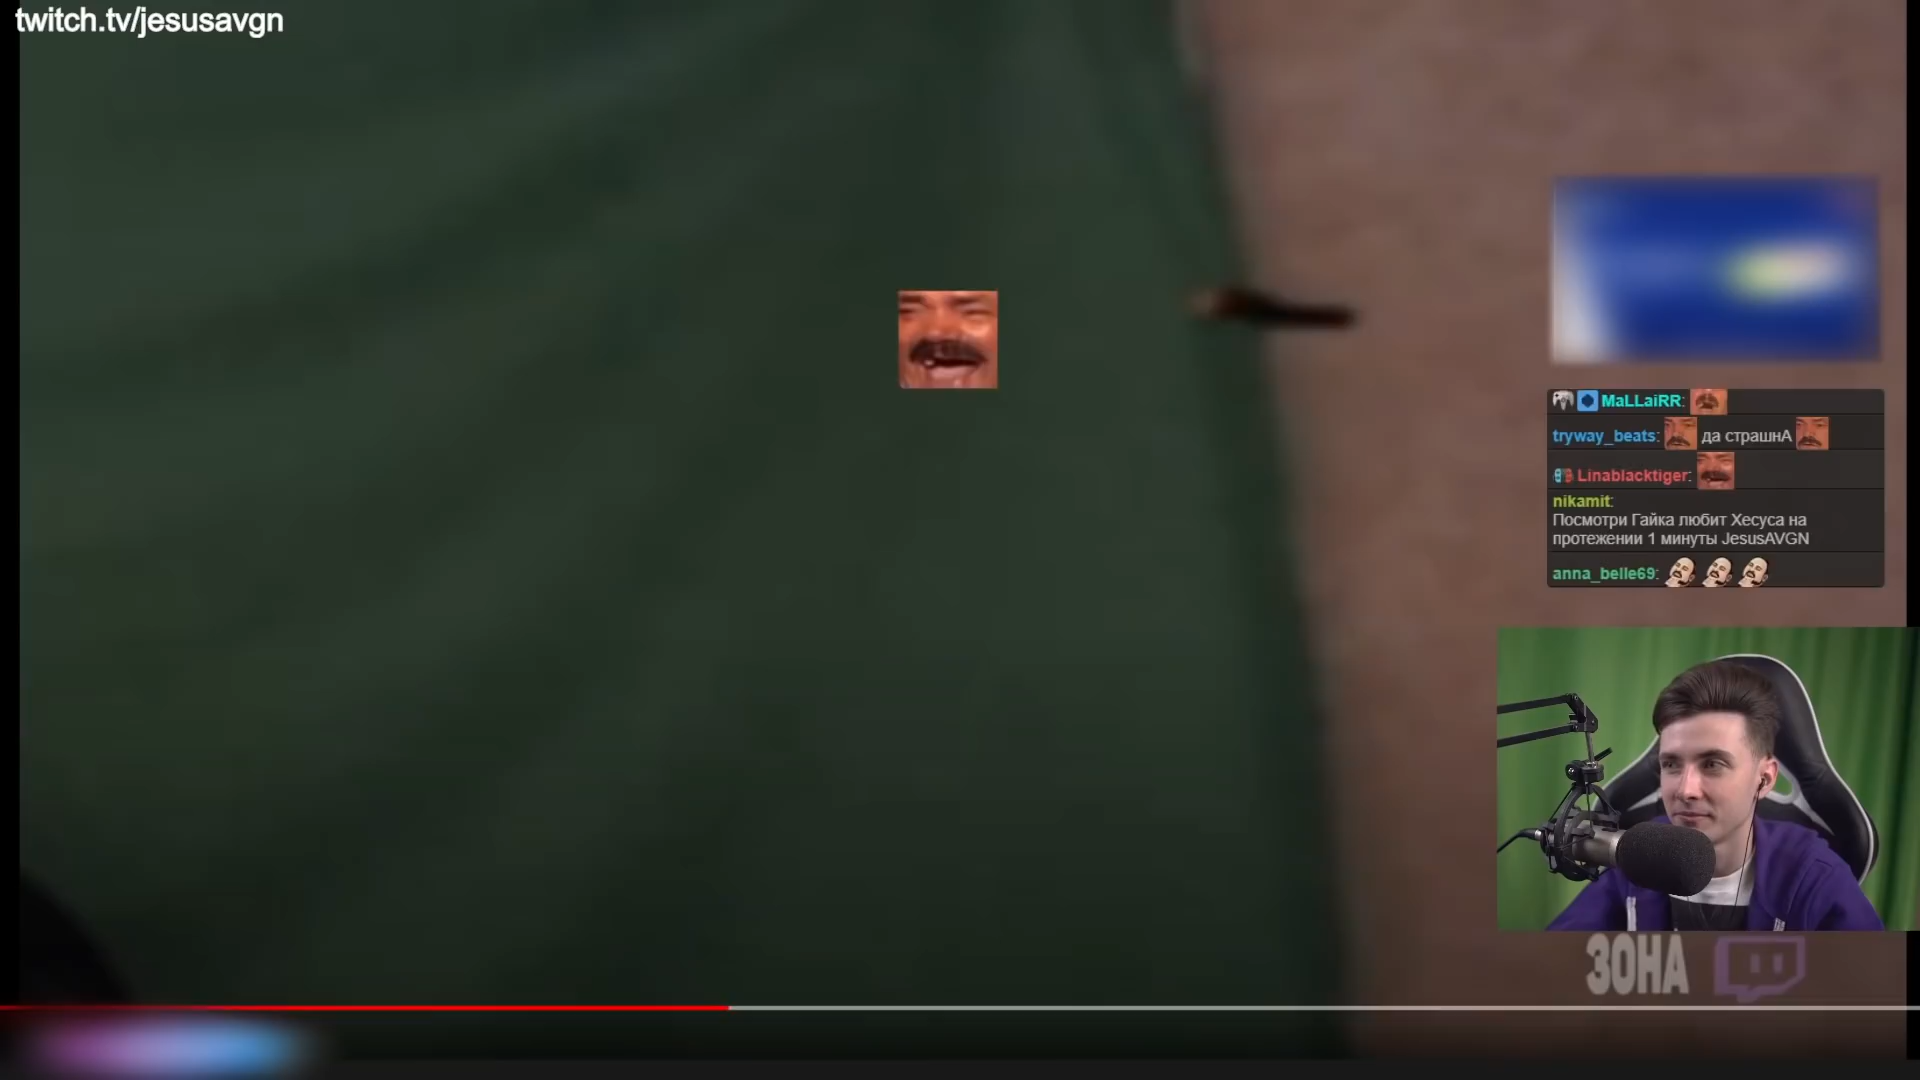 twitch.tv/jesusavgn
MaLLaiRR:
tryway_beats: да страшнА
Linablacktiger:
nikamit:
Посмотри Гайка любит Хесуса на
протежении 1 минуты JesusAVGN
anna_belle69:
ЗОНА